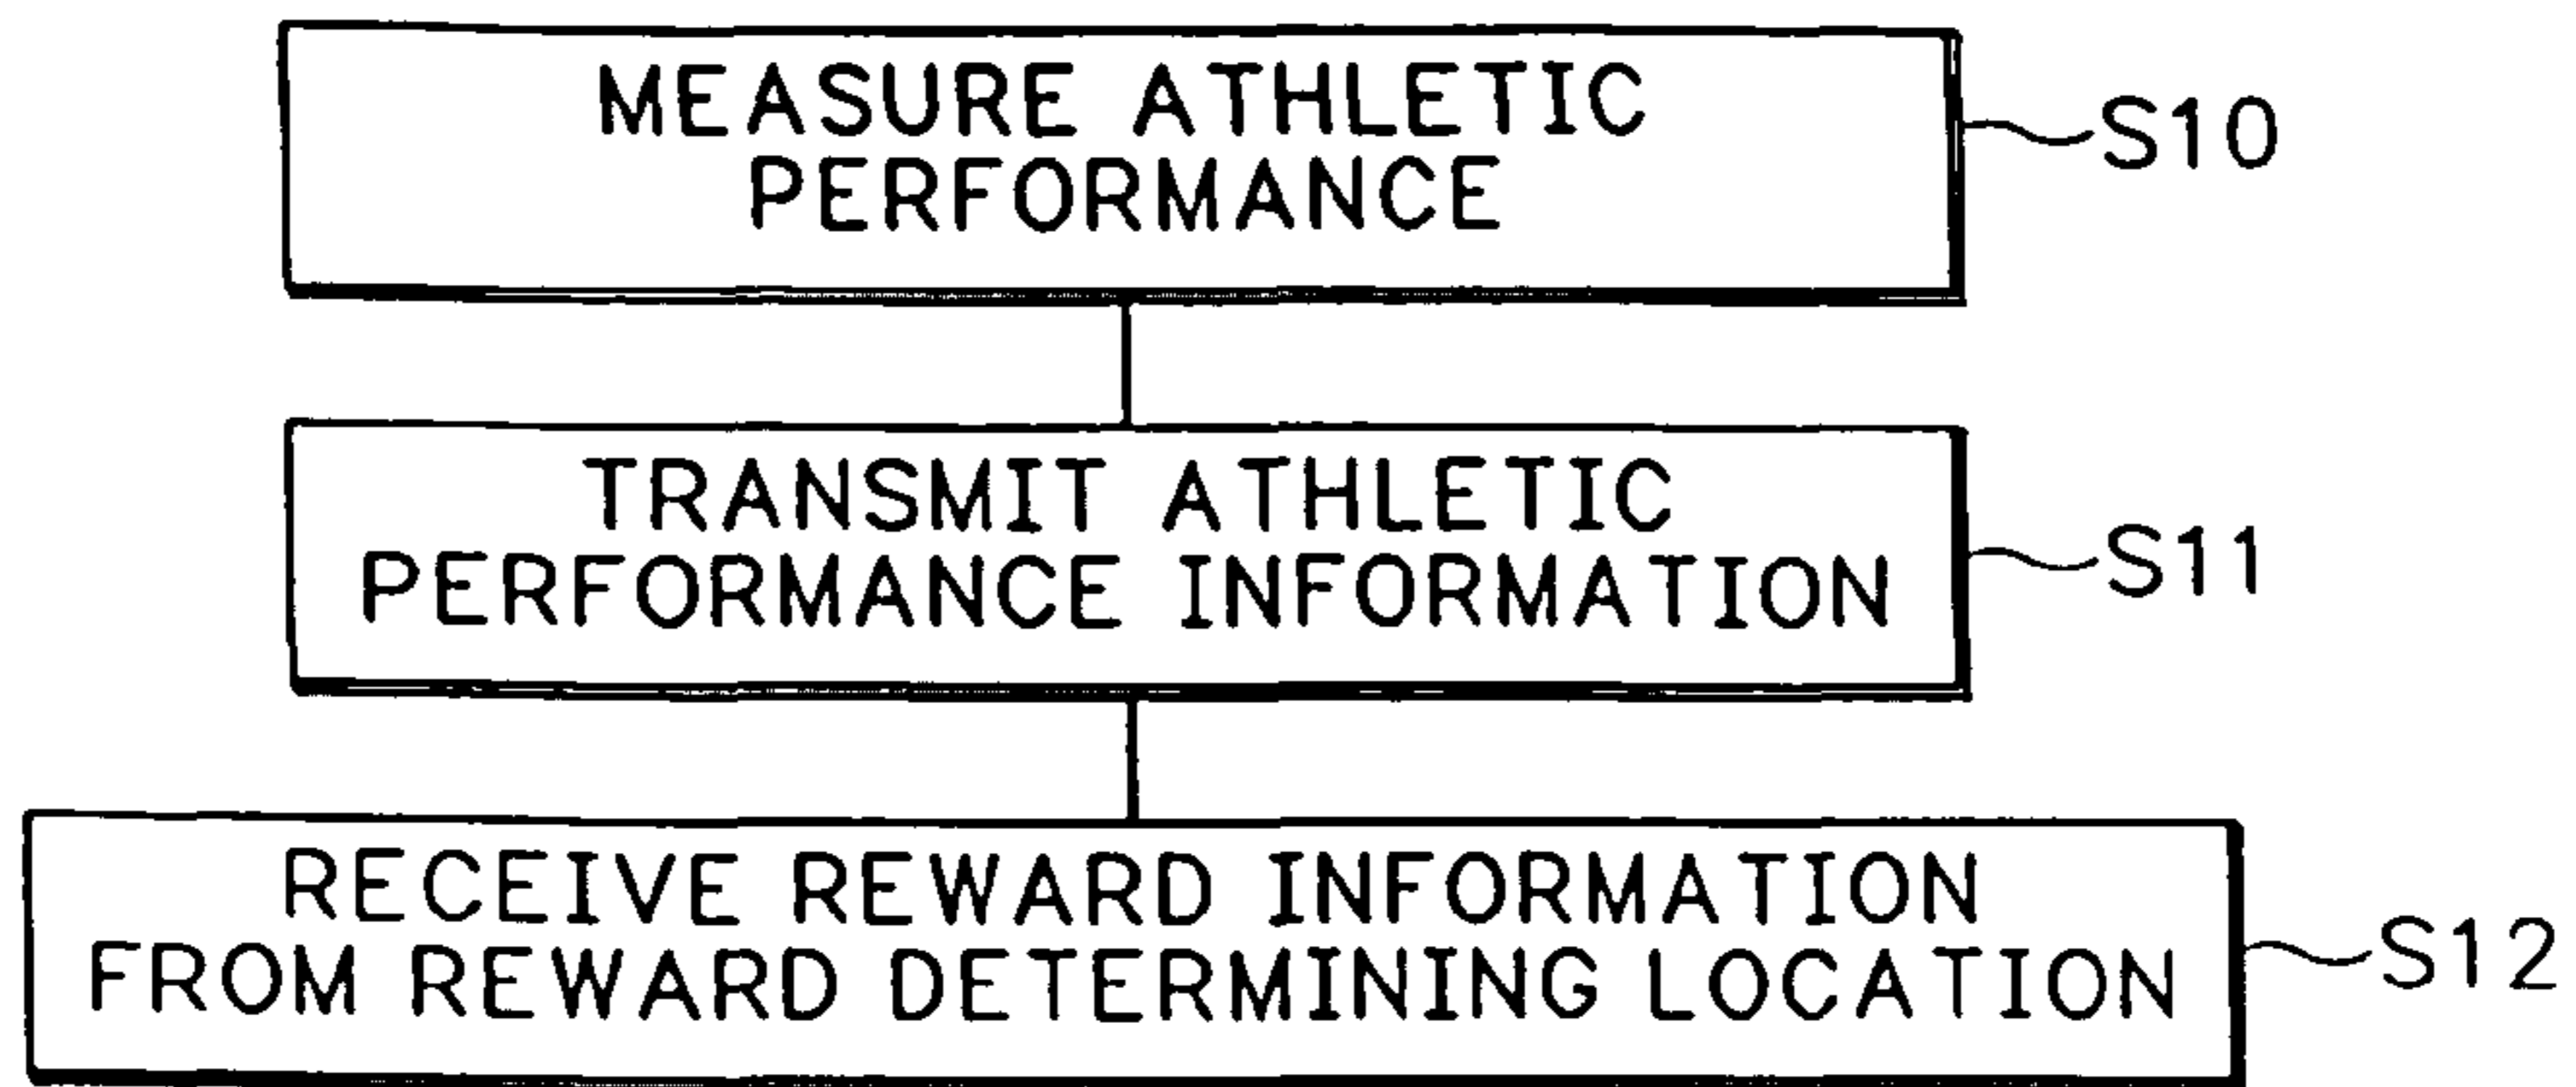 MEASURE ATHLETIC
PERFORMANCE
S10
TRANSMIT ATHLETIC
PERFORMANCE INFORMATION
S11
RECEIVE REWARD INFORMATION
FROM REWARD DETERMINING LOCATION
S12